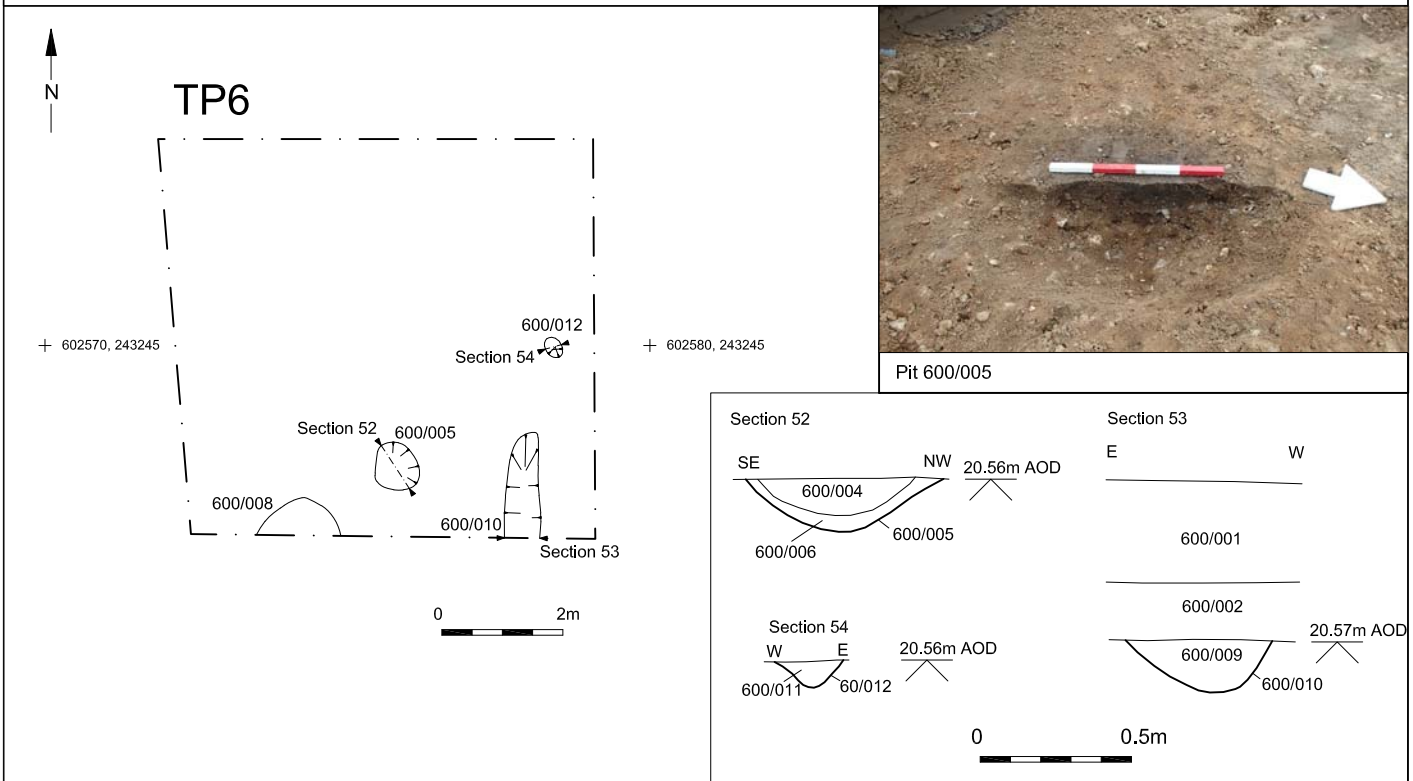 N
TP6
600/012
Section 54
602570, 243245
602580, 243245
Section 52
600/005
600/008
600/010
Section 53
0 2m
Pit 600/005
Section 52
SE NW
20.56m AOD
600/004
600/006
600/005
Section 53
E W
600/001
600/002
20.57m AOD
600/009
600/010
Section 54
W E
20.56m AOD
600/011
60/012
0 0.5m